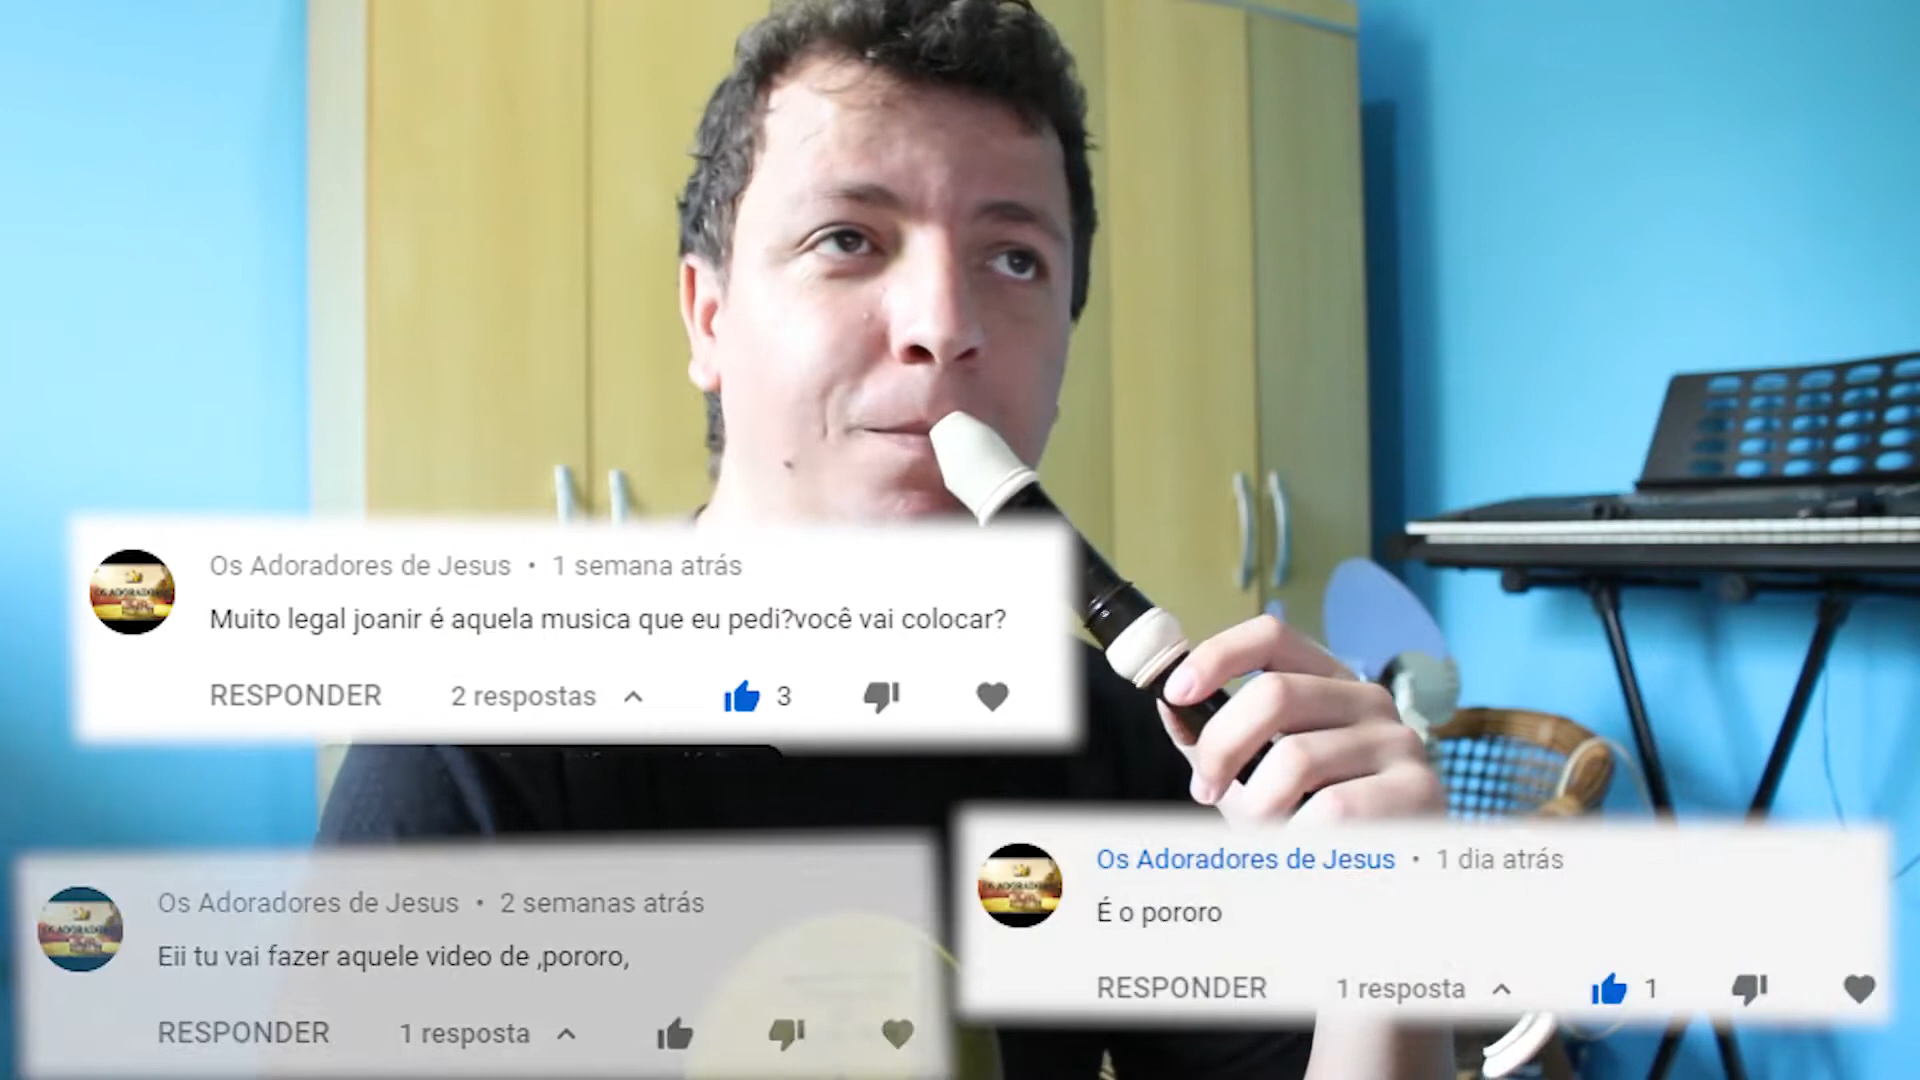 Os Adoradores de Jesus • 1 semana atrás
Muito legal joanir é aquela musica que eu pedi?você vai colocar?
RESPONDER 2 respostas 3
Os Adoradores de Jesus • 2 semanas atrás
Eii tu vai fazer aquele video de ,pororo,
RESPONDER 1 resposta
Os Adoradores de Jesus • 1 dia atrás
É o pororo
RESPONDER 1 resposta 1